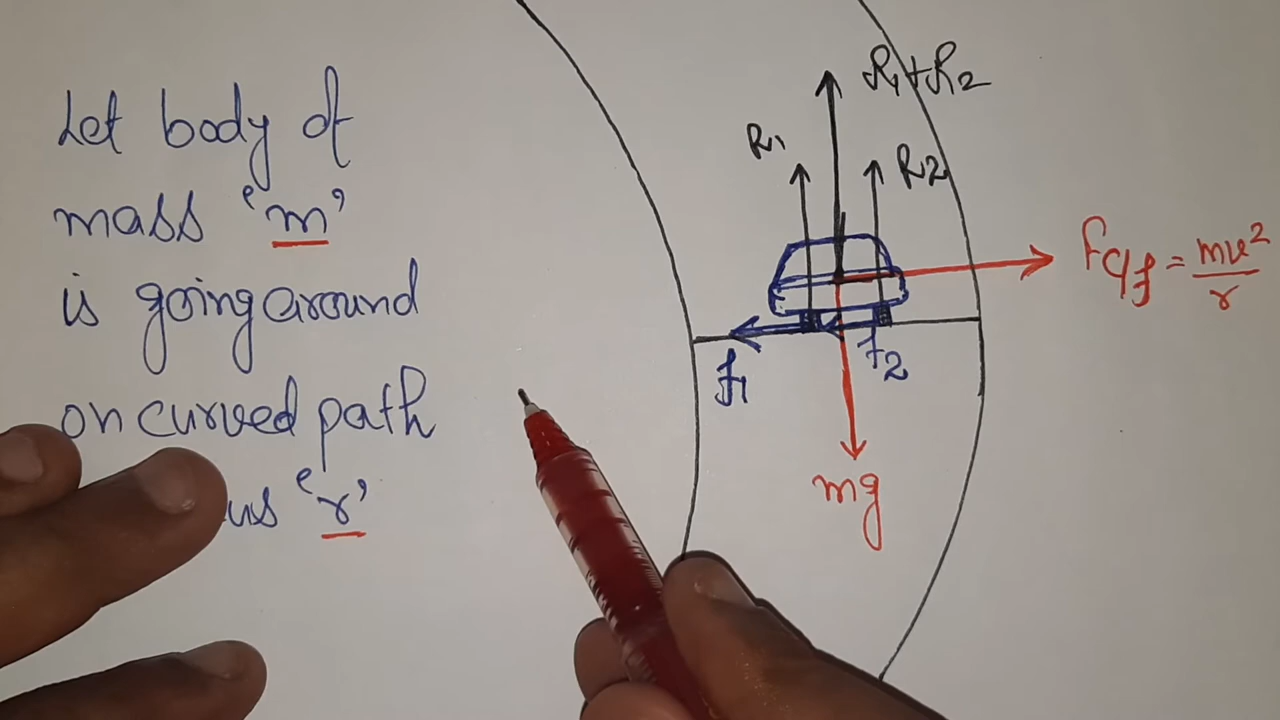 Let body of
mass 'm'
is going around
on curved path
us 'r'
R1+R2
R1
R2
Fcf = mv²/r
f1
f2
mg